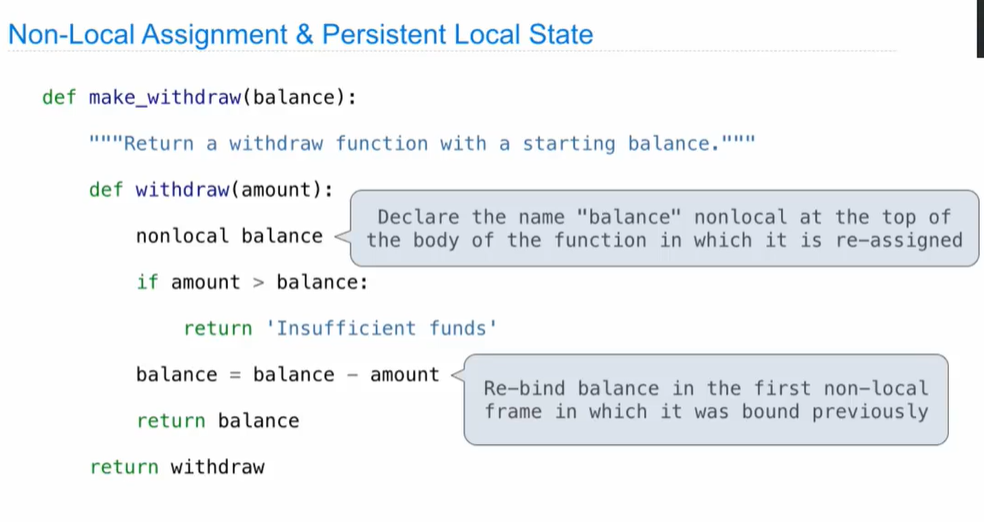 Non-Local Assignment & Persistent Local State
def make_withdraw(balance):
"""Return a withdraw function with a starting balance."""
def withdraw(amount):
Declare the name "balance" nonlocal at the top of
the body of the function in which it is re-assigned
nonlocal balance
if amount > balance:
return 'Insufficient funds'
balance = balance - amount
Re-bind balance in the first non-local
frame in which it was bound previously
return balance
return withdraw